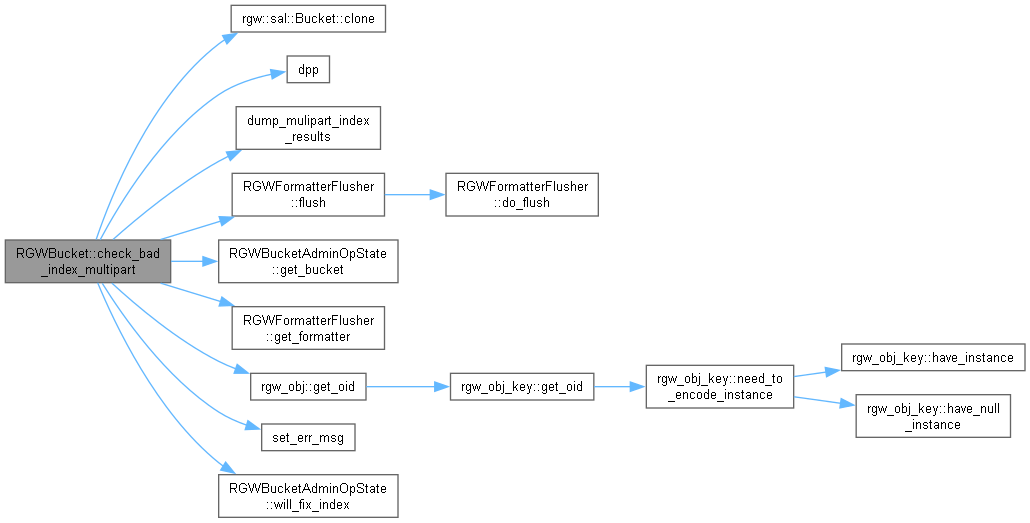 rgw::sal::Bucket::clone
dpp
dump_mulipart_index
_results
RGWFormatterFlusher
::flush
RGWFormatterFlusher
::do_flush
RGWBucket::check_bad
_index_multipart
RGWBucketAdminOpState
::get_bucket
RGWFormatterFlusher
::get_formatter
rgw_obj::get_oid
rgw_obj_key::get_oid
rgw_obj_key::need_to
_encode_instance
rgw_obj_key::have_instance
rgw_obj_key::have_null
_instance
set_err_msg
RGWBucketAdminOpState
::will_fix_index